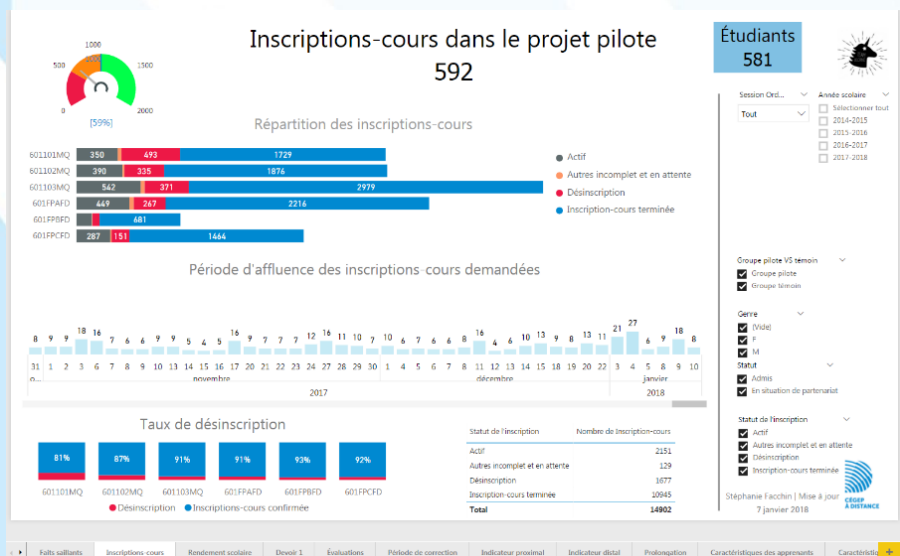 Inscriptions-cours dans le projet pilote
592
Étudiants
581
0
500
1000
1500
2000
[59%]
Session Ord...
Tout
Année scolaire
Sélectionner tout
2014-2015
2015-2016
2016-2017
2017-2018
Répartition des inscriptions-cours
601101MQ 350 493 1729
601102MQ 390 335 1876
601103MQ 542 371 2979
601FPAFD 449 267 2216
601FPBFD 681
601FPCFD 287 151 1464
Actif
Autres incomplet et en attente
Désinscription
Inscription-cours terminée
Période d'affluence des inscriptions-cours demandées
8 9 9 18 16 7 6 6 9 9 5 4 5 16 9 7 7 7 12 16 11 10 7 10 6 7 6 6 8 16 4 6 10 13 9 8 13 11 21 27 6 9 18 8
31 1 2 3 6 7 8 9 10 13 14 15 16 17 20 21 22 23 24 27 28 29 30 1 4 5 6 7 8 11 12 13 14 15 18 19 20 22 3 4 5 8 9 10
o... novembre décembre janvier
2017 2018
Groupe pilote VS témoin
Groupe pilote
Groupe témoin
Genre
(Vide)
F
M
Statut
Admis
En situation de partenariat
Statut de l'inscription
Actif
Autres incomplet et en attente
Désinscription
Inscription-cours terminée
Taux de désinscription
81% 87% 91% 91% 93% 92%
601101MQ 601102MQ 601103MQ 601FPAFD 601FPBFD 601FPCFD
Désinscription Inscription-cours confirmée
Statut de l'inscription Nombre de Inscription-cours
Actif 2151
Autres incomplet et en attente 129
Désinscription 1677
Inscription-cours terminée 10945
Total 14902
Stéphanie Facchin | Mise à jour
7 janvier 2018
CÉGEP
À DISTANCE
Faits saillants Inscriptions-cours Rendement scolaire Devoir 1 Évaluations Période de correction Indicateur proximal Indicateur distal Prolongation Caractéristiques des apprenants Caractéristiq